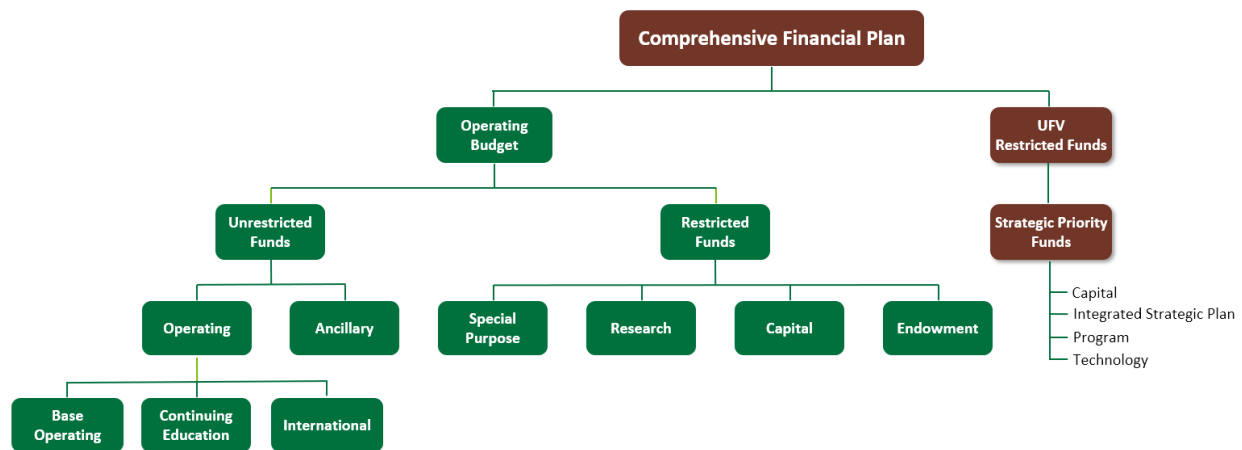 Comprehensive Financial Plan
Operating
Budget
UFV
Restricted Funds
Unrestricted
Funds
Restricted
Funds
Strategic Priority
Funds
Operating
Ancillary
Special
Purpose
Research
Capital
Endowment
Capital
Integrated Strategic Plan
Program
Technology
Base
Operating
Continuing
Education
International